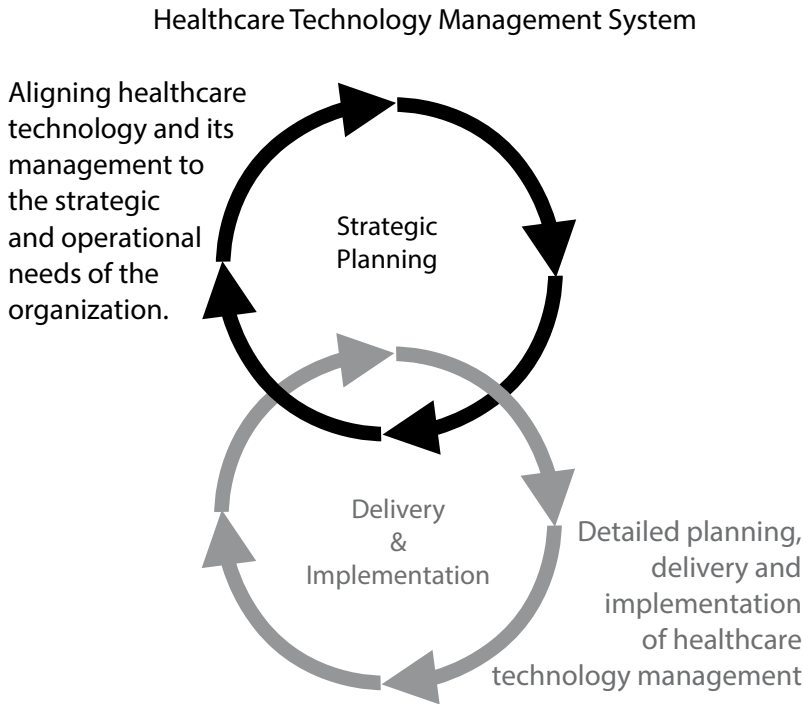 Healthcare Technology Management System
Aligning healthcare
technology and its
management to
the strategic
and operational
needs of the
organization.
Strategic
Planning
Delivery
&
Implementation
Detailed planning,
delivery and
implementation
of healthcare
technology management